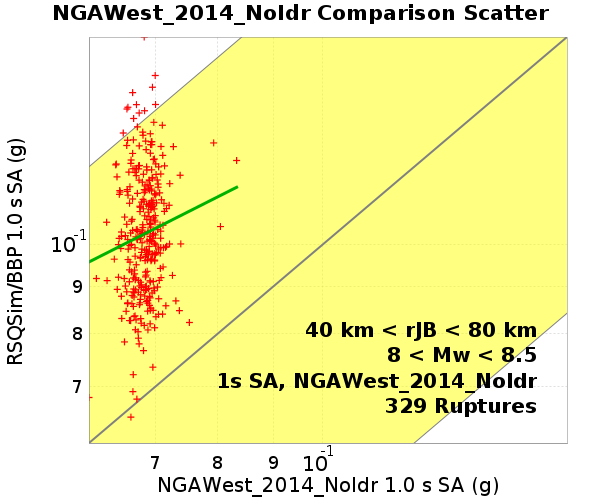 NGAWest_2014_NoIdr Comparison Scatter
RSQSim/BBP 1.0 s SA (g)
10⁻¹
9
8
7
40 km < rJB < 80 km
8 < Mw < 8.5
1s SA, NGAWest_2014_NoIdr
329 Ruptures
7 8 9 10⁻¹
NGAWest_2014_NoIdr 1.0 s SA (g)